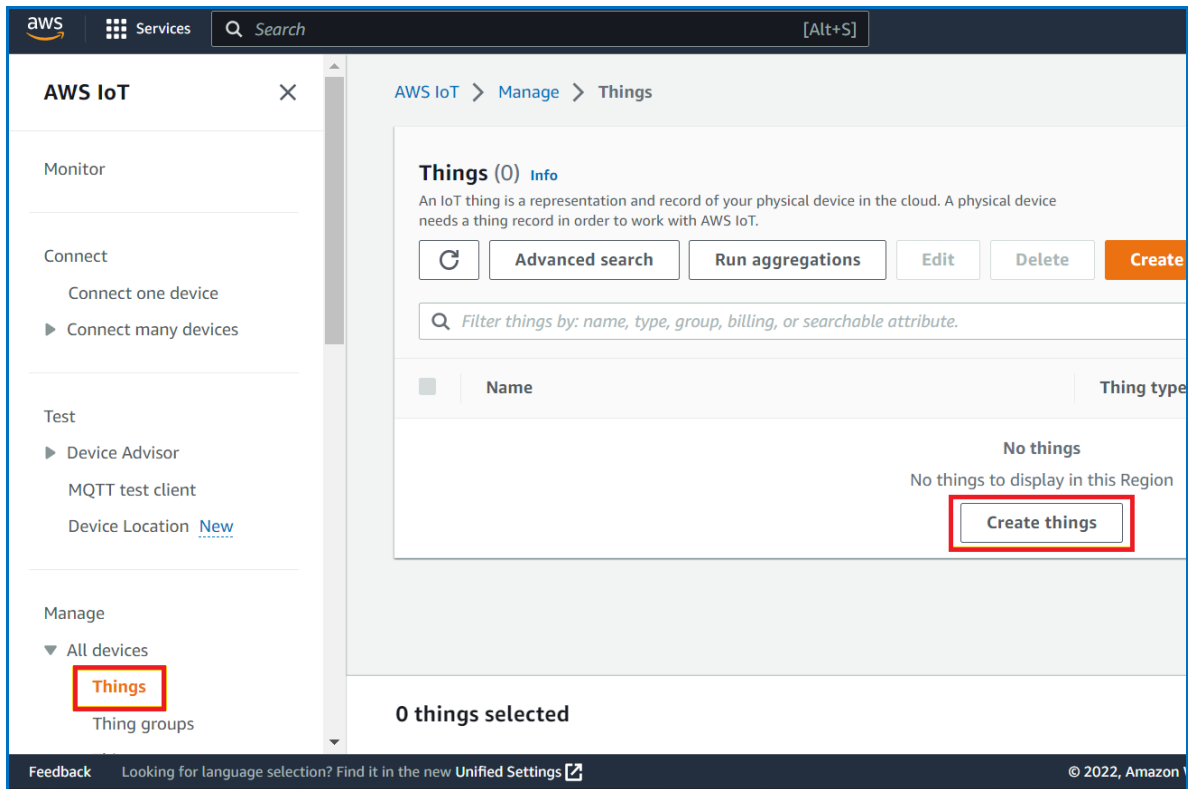 aws
Services
Search [Alt+S]
AWS IoT
Monitor
Connect
Connect one device
Connect many devices
Test
Device Advisor
MQTT test client
Device Location New
Manage
All devices
Things
Thing groups
AWS IoT > Manage > Things
Things (0) Info
An IoT thing is a representation and record of your physical device in the cloud. A physical device
needs a thing record in order to work with AWS IoT.
Advanced search Run aggregations Edit Delete Create
Filter things by: name, type, group, billing, or searchable attribute.
Name Thing type
No things
No things to display in this Region
Create things
0 things selected
Feedback Looking for language selection? Find it in the new Unified Settings © 2022, Amazon